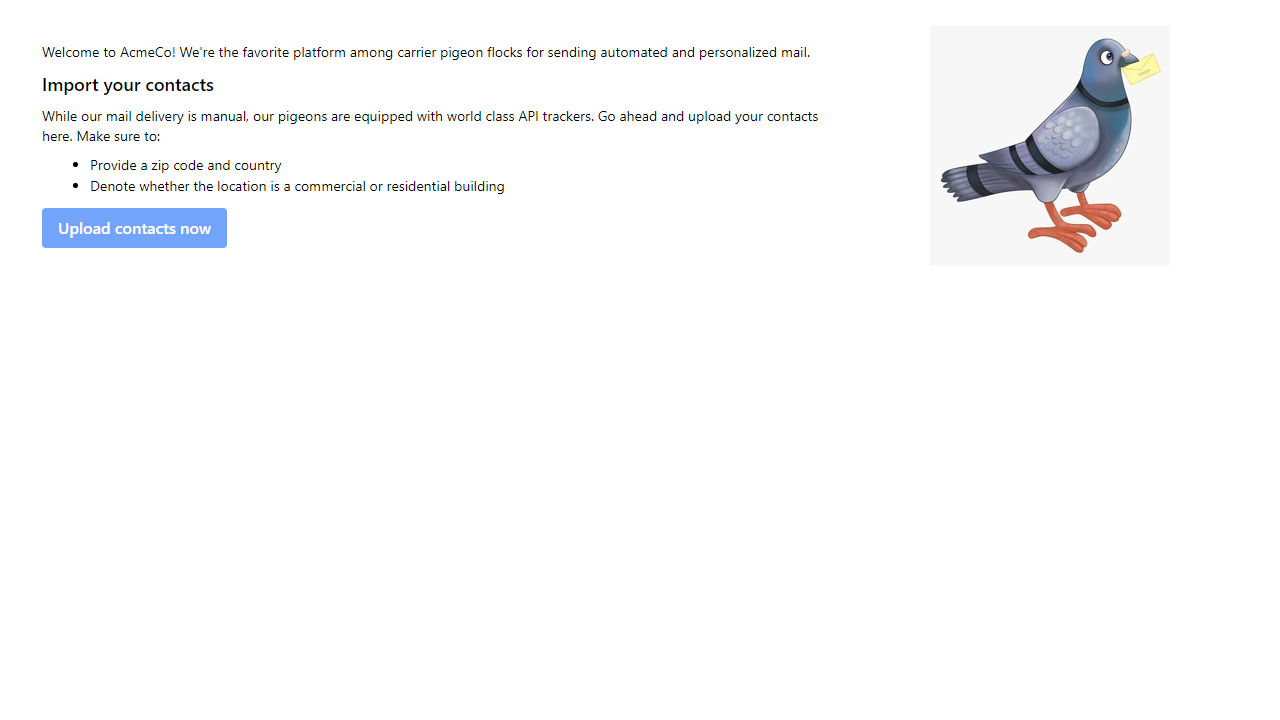 Welcome to AcmeCo! We're the favorite platform among carrier pigeon flocks for sending automated and personalized mail.
Import your contacts
While our mail delivery is manual, our pigeons are equipped with world class API trackers. Go ahead and upload your contacts
here. Make sure to:
• Provide a zip code and country
• Denote whether the location is a commercial or residential building
Upload contacts now